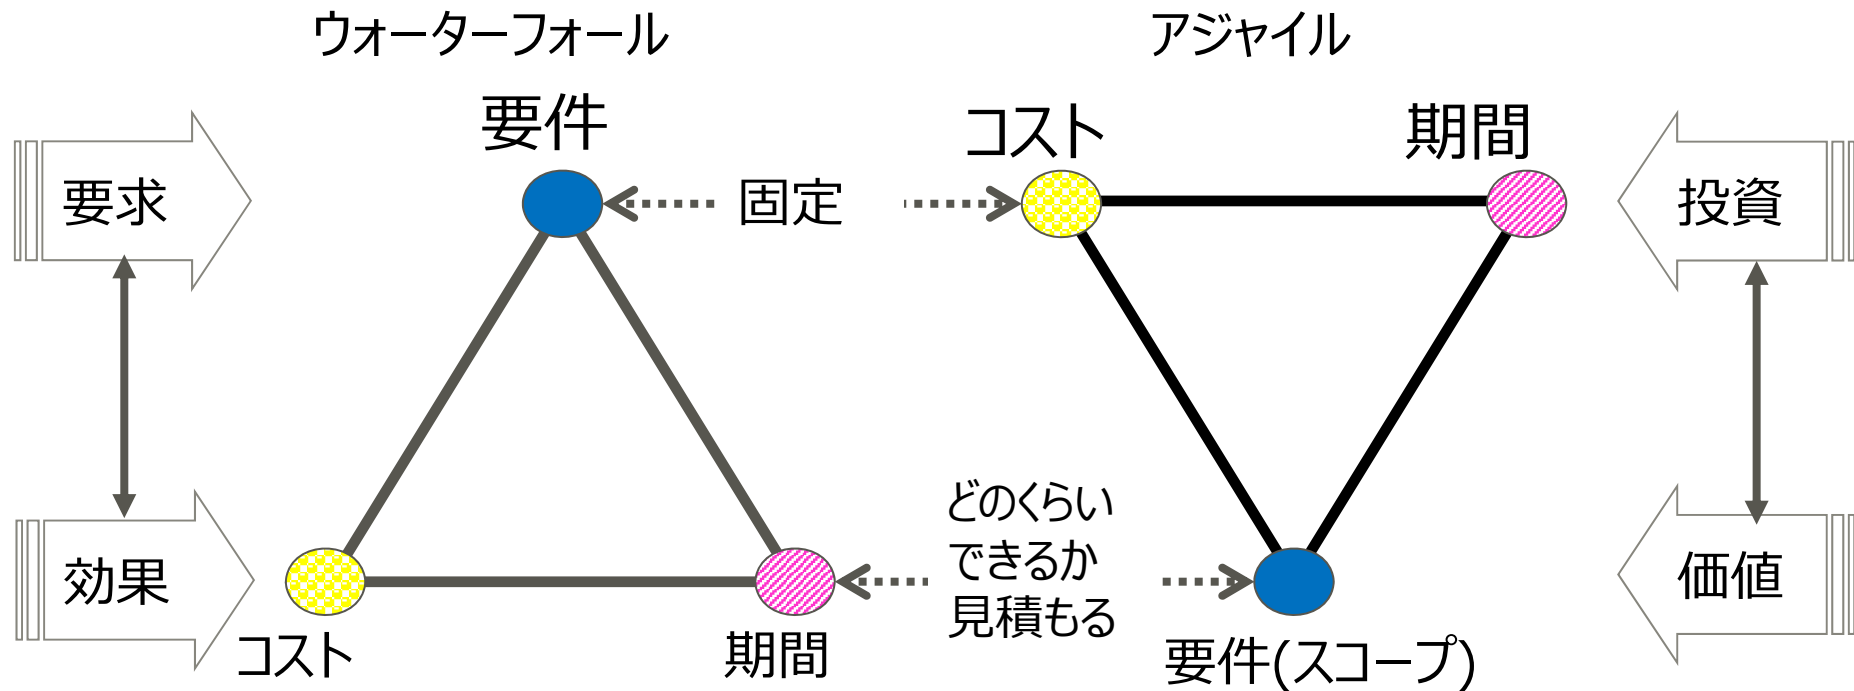 ウォーターフォール
アジャイル
要件
コスト
期間
要求
固定
投資
どのくらい
できるか
見積もる
効果
価値
コスト
期間
要件(スコープ)